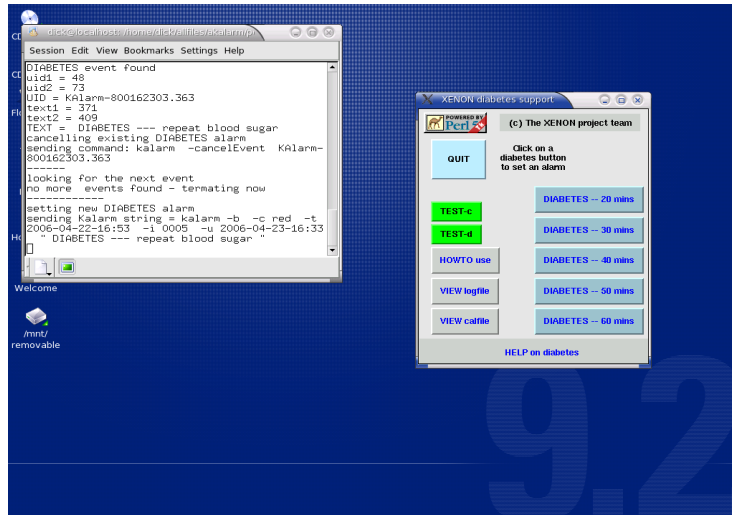 dick@localhost: /home/dick/allfiles/akalarm/p
Session Edit View Bookmarks Settings Help
DIABETES event found
uid1 = 48
uid2 = 73
UID = KAlarm-800162303.363
text1 = 371
text2 = 409
TEXT =  DIABETES --- repeat blood sugar
cancelling existing DIABETES alarm
sending command: kalarm  -cancelEvent  KAlarm-
800162303.363
------
looking for the next event
no more  events found - termating now
------------
setting new DIABETES alarm
sending Kalarm string = kalarm -b  -c red  -t
2006-04-22-16:53  -i 0005  -u 2006-04-23-16:33
" DIABETES --- repeat blood sugar "
Welcome
/mnt/
removable
XENON diabetes support
POWERED BY
Perl 5
(c) The XENON project team
QUIT
Click on a
diabetes button
to set an alarm
DIABETES -- 20 mins
TEST-c
DIABETES -- 30 mins
TEST-d
HOWTO use
DIABETES -- 40 mins
VIEW logfile
DIABETES -- 50 mins
VIEW calfile
DIABETES -- 60 mins
HELP on diabetes
9.2